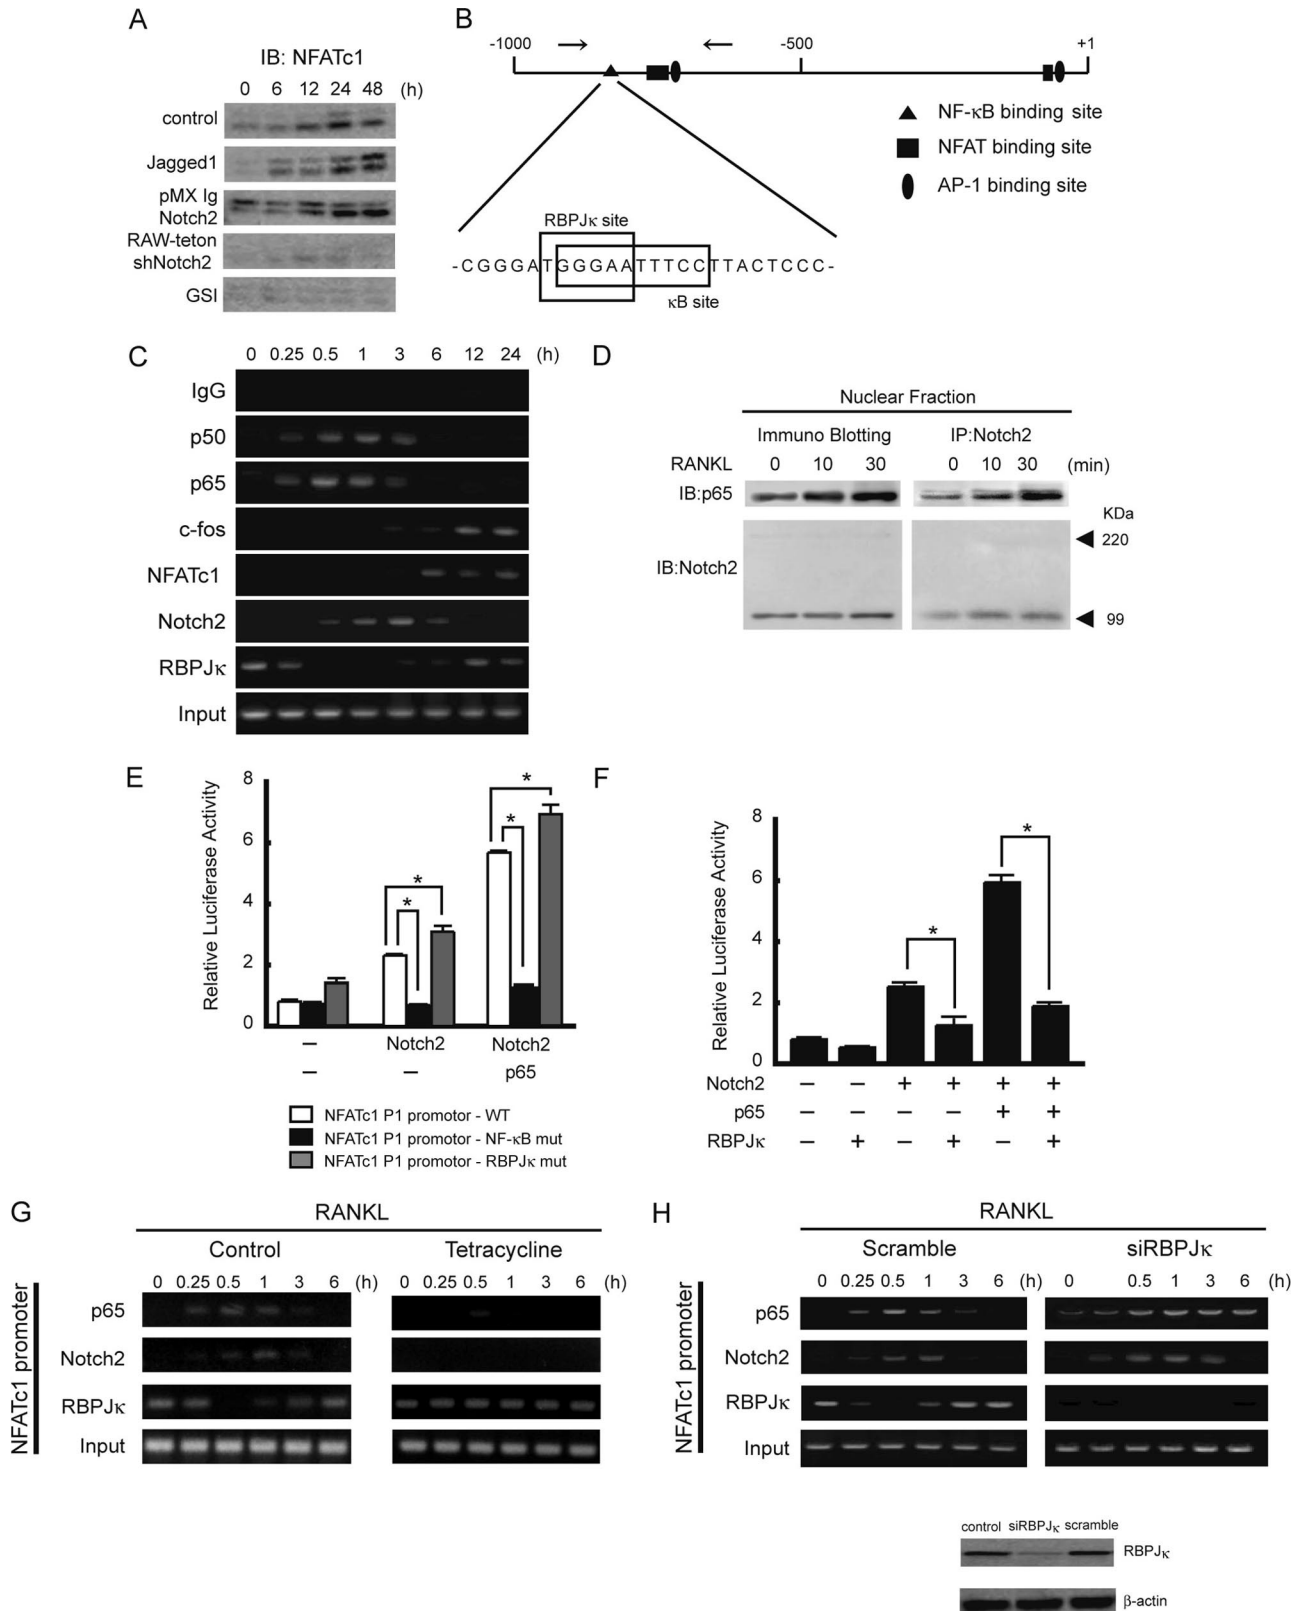 A
IB: NFATc1
0 6 12 24 48 (h)
control
Jagged1
pMX Ig
Notch2
RAW-teton
shNotch2
GSI
B
-1000 -500 +1
NF-κB binding site
NFAT binding site
AP-1 binding site
RBPJκ site
-CGGGATGGGAATTTCCTTACTCCC-
κB site
C
0 0.25 0.5 1 3 6 12 24 (h)
IgG
p50
p65
c-fos
NFATc1
Notch2
RBPJκ
Input
D
Nuclear Fraction
Immuno Blotting IP:Notch2
RANKL 0 10 30 0 10 30 (min)
IB:p65
KDa
220
IB:Notch2
99
E
Relative Luciferase Activity
8
6
4
2
0
* * * *
– Notch2 Notch2
– – p65
NFATc1 P1 promotor - WT
NFATc1 P1 promotor - NF-κB mut
NFATc1 P1 promotor - RBPJκ mut
F
Relative Luciferase Activity
8
6
4
2
0
* *
Notch2 – – + + + +
p65 – – – – + +
RBPJκ – + – + – +
G
RANKL
Control Tetracycline
0 0.25 0.5 1 3 6 (h) 0 0.25 0.5 1 3 6 (h)
NFATc1 promoter
p65
Notch2
RBPJκ
Input
H
RANKL
Scramble siRBPJκ
0 0.25 0.5 1 3 6 (h) 0 0.5 1 3 6 (h)
NFATc1 promoter
p65
Notch2
RBPJκ
Input
control siRBPJκ scramble
RBPJκ
β-actin